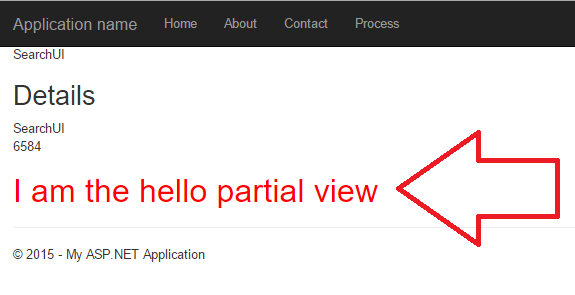 Application name Home About Contact Process
SearchUI
Details
SearchUI
6584
I am the hello partial view
© 2015 - My ASP.NET Application